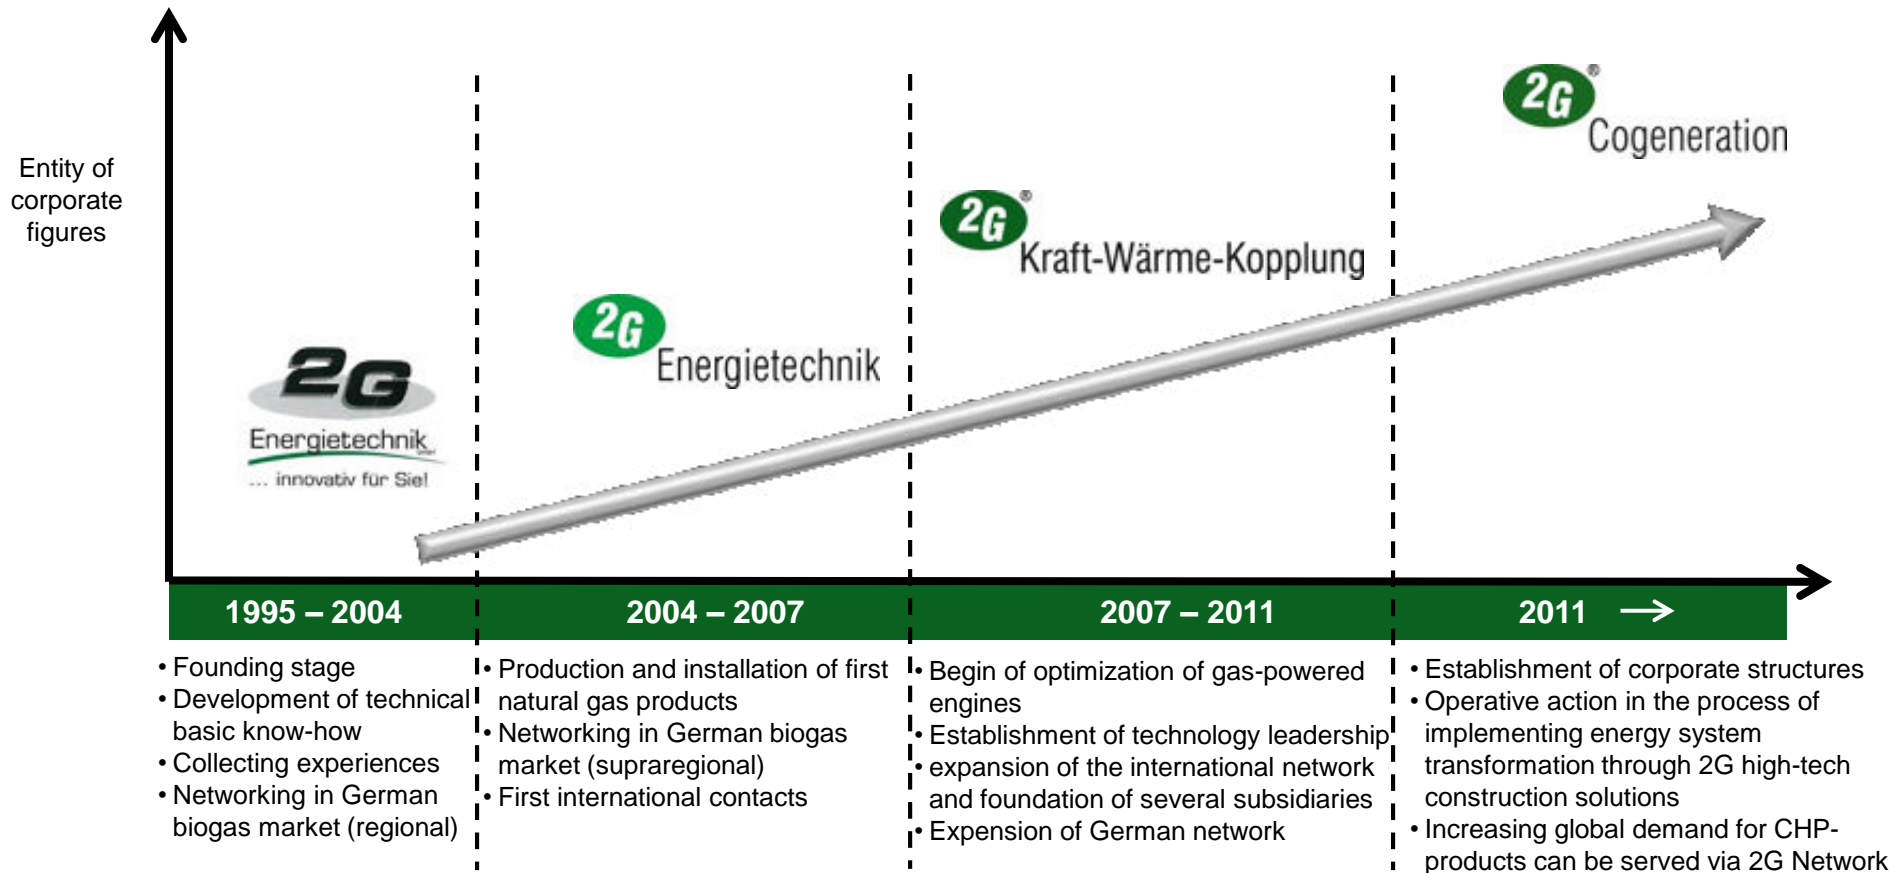 Entity of
corporate
figures
2G
Energietechnik
GmbH
... innovativ für Sie!
2G
Energietechnik
2G®
Kraft-Wärme-Kopplung
2G®
Cogeneration
1995 – 2004
2004 – 2007
2007 – 2011
2011 →
• Founding stage
• Development of technical
basic know-how
• Collecting experiences
• Networking in German
biogas market (regional)
• Production and installation of first
natural gas products
• Networking in German biogas
market (supraregional)
• First international contacts
• Begin of optimization of gas-powered
engines
• Establishment of technology leadership
• expansion of the international network
and foundation of several subsidiaries
• Expension of German network
• Establishment of corporate structures
• Operative action in the process of
implementing energy system
transformation through 2G high-tech
construction solutions
• Increasing global demand for CHP-
products can be served via 2G Network